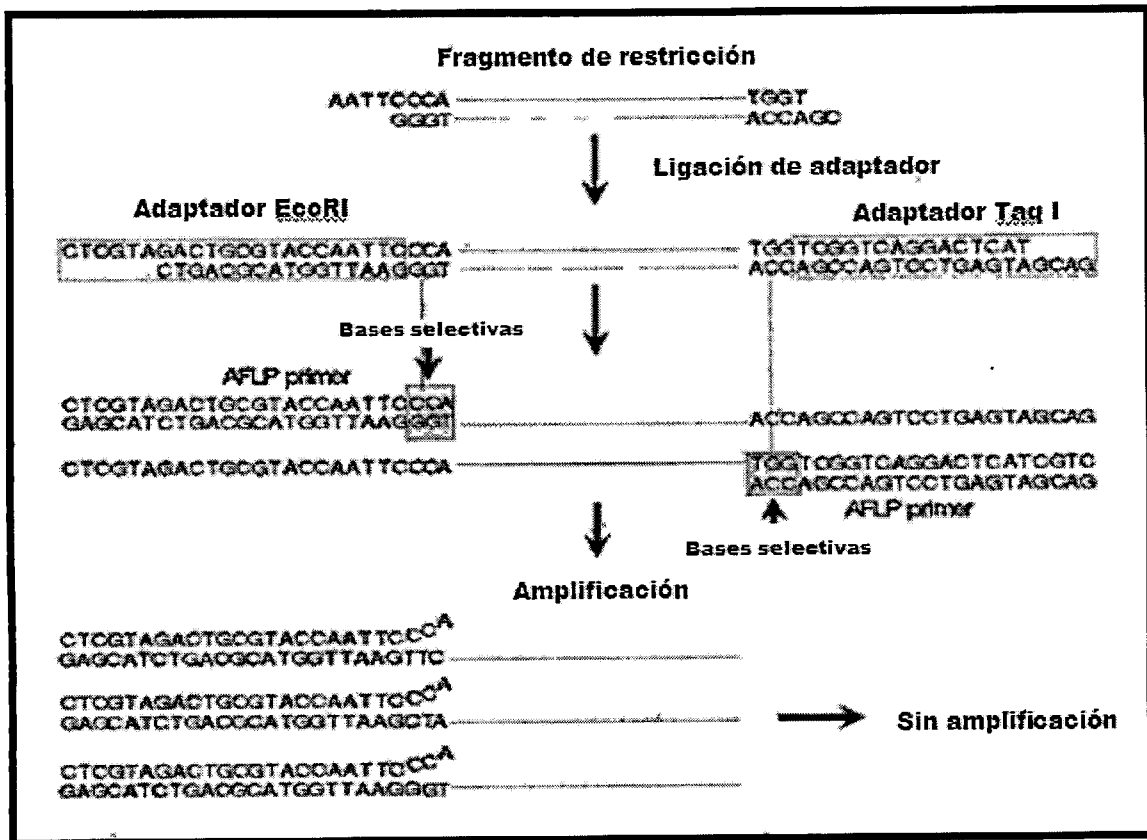 Fragmento de restricción
AATTCCCA TGGT
GGGT ACCAGC
Ligación de adaptador
Adaptador EcoRI Adaptador Taq I
CTCGTAGACTGCGTACCAATTCCCA TGGTCGGTCAGGACTCAT
CTGACGCATGGTTAAGGGT ACCAGCCAGTCCTGAGTAGCAG
Bases selectivas
AFLP primer
CTCGTAGACTGCGTACCAATTCCCA
GAGCATCTGACGCATGGTTAAGGGT ACCAGCCAGTCCTGAGTAGCAG
CTCGTAGACTGCGTACCAATTCCCA TGGTCGGTCAGGACTCATCGTC
ACCAGCCAGTCCTGAGTAGCAG
AFLP primer
Bases selectivas
Amplificación
CTCGTAGACTGCGTACCAATTCCCA
GAGCATCTGACGCATGGTTAAGTTC
CTCGTAGACTGCGTACCAATTCCCA
GAGCATCTGACGCATGGTTAAGCTA
Sin amplificación
CTCGTAGACTGCGTACCAATTCCCA
GAGCATCTGACGCATGGTTAAGGGT